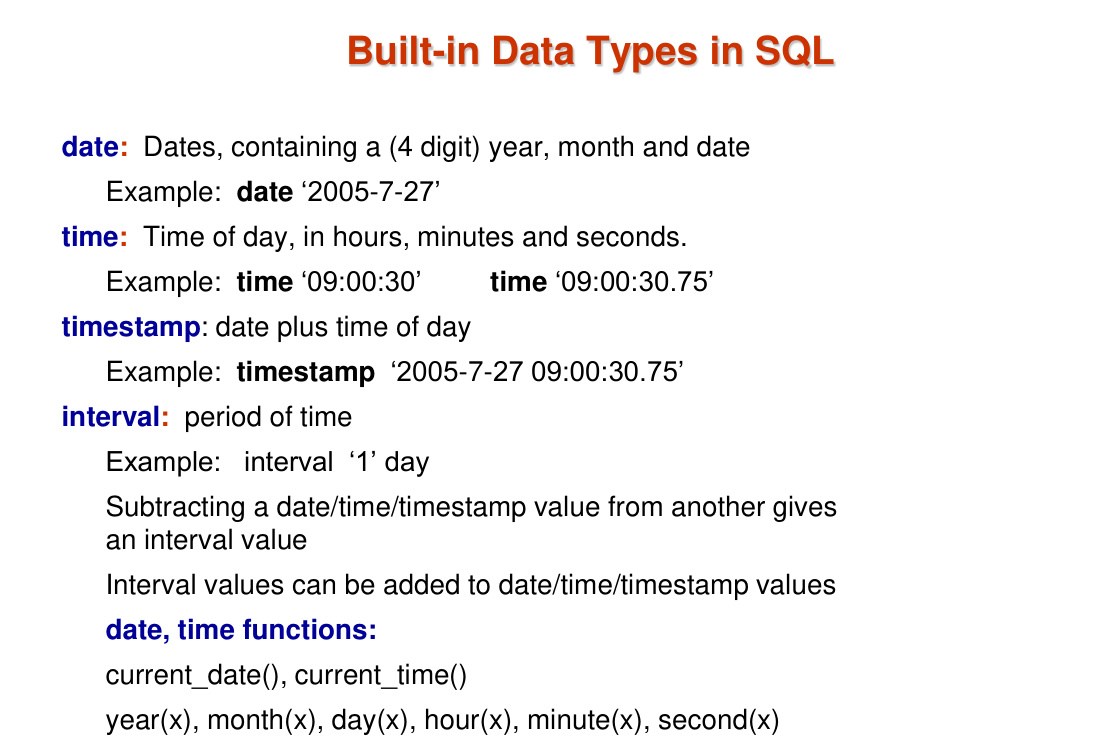 Built-in Data Types in SQL
date: Dates, containing a (4 digit) year, month and date
Example: date ‘2005-7-27’
time: Time of day, in hours, minutes and seconds.
Example: time ‘09:00:30’ time ‘09:00:30.75’
timestamp: date plus time of day
Example: timestamp ‘2005-7-27 09:00:30.75’
interval: period of time
Example: interval ‘1’ day
Subtracting a date/time/timestamp value from another gives
an interval value
Interval values can be added to date/time/timestamp values
date, time functions:
current_date(), current_time()
year(x), month(x), day(x), hour(x), minute(x), second(x)